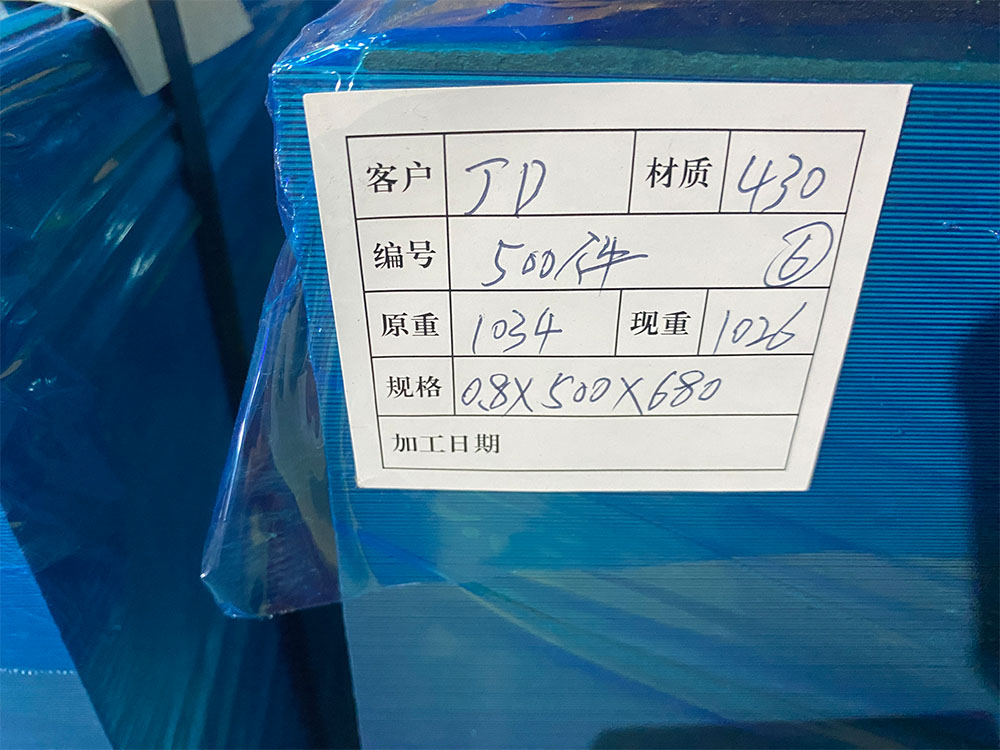 客户 JD 材质 430
编号 500件 ⑥
原重 1034 现重 1026
规格 0.8X500X680
加工日期